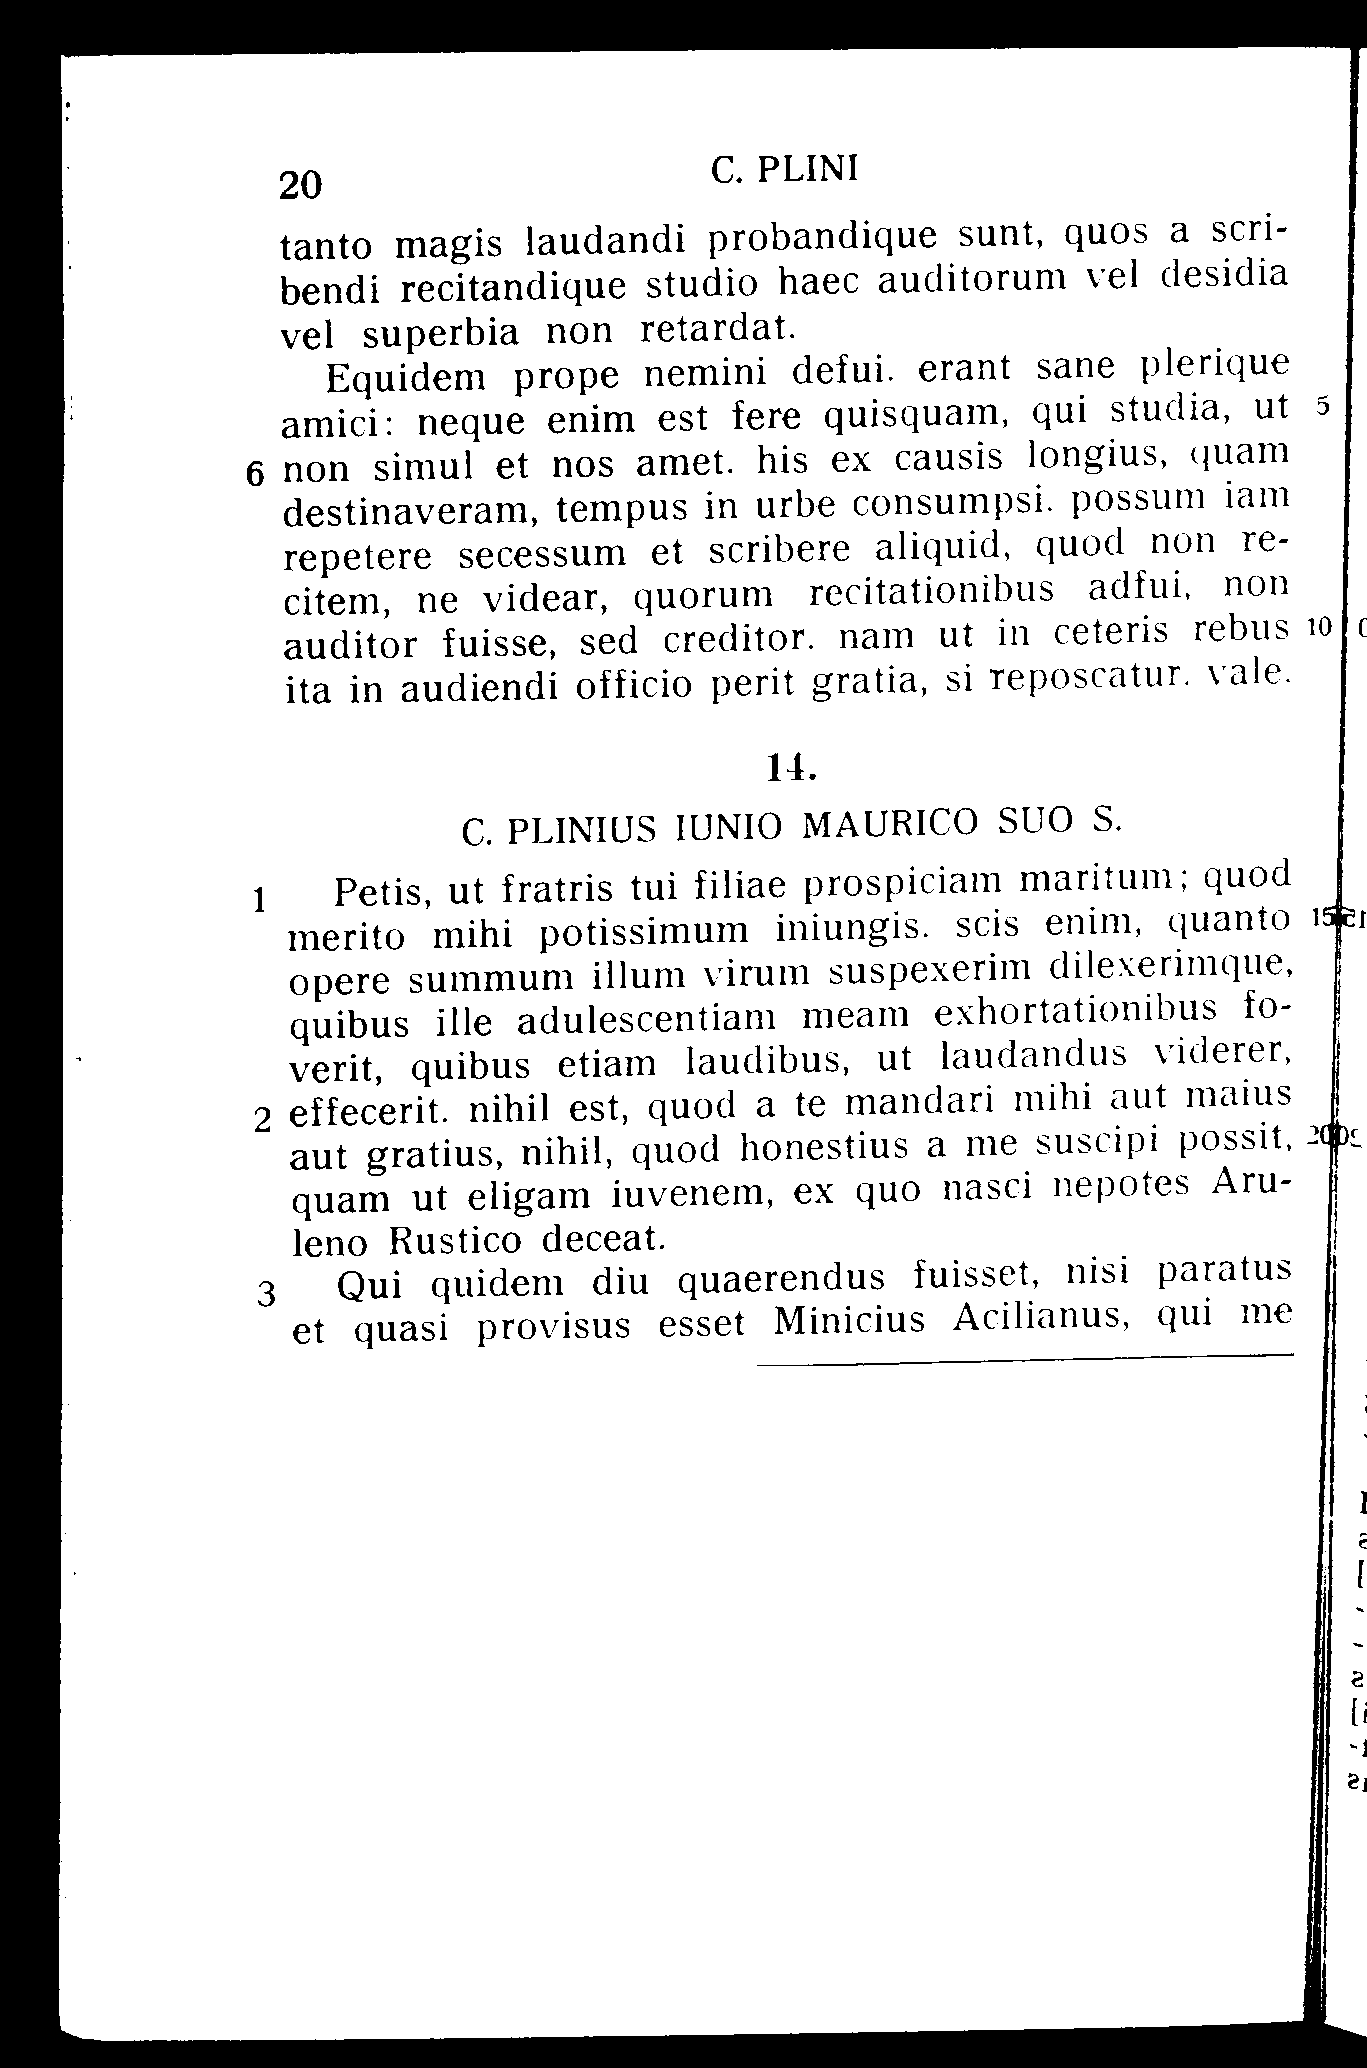 20
C. PLINI
tanto magis laudandi probandique sunt, quos a scri-
bendi recitandique studio haec auditorum vel desidia
vel superbia non retardat.
Equidem prope nemini defui. erant sane plerique
amici: neque enim est fere quisquam, qui studia, ut 5
6 non simul et nos amet. his ex causis longius, quam
destinaveram, tempus in urbe consumpsi. possum iam
repetere secessum et scribere aliquid, quod non re-
citem, ne videar, quorum recitationibus adfui, non
auditor fuisse, sed creditor. nam ut in ceteris rebus 10
ita in audiendi officio perit gratia, si reposcatur. vale.
14.
C. PLINIUS IUNIO MAURICO SUO S.
1 Petis, ut fratris tui filiae prospiciam maritum; quod
merito mihi potissimum iniungis. scis enim, quanto 15
opere summum illum virum suspexerim dilexerimque,
quibus ille adulescentiam meam exhortationibus fo-
verit, quibus etiam laudibus, ut laudandus viderer,
2 effecerit. nihil est, quod a te mandari mihi aut maius
aut gratius, nihil, quod honestius a me suscipi possit, 20
quam ut eligam iuvenem, ex quo nasci nepotes Aru-
leno Rustico deceat.
3 Qui quidem diu quaerendus fuisset, nisi paratus
et quasi provisus esset Minicius Acilianus, qui me